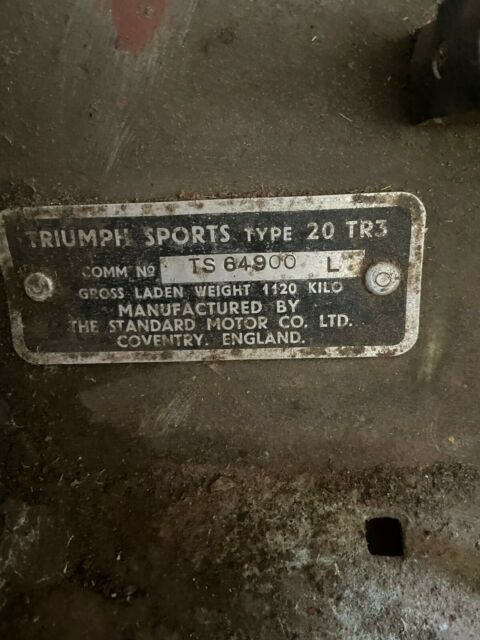 TRIUMPH SPORTS TYPE 20 TR3
COMM. NO TS 64900 L
GROSS LADEN WEIGHT 1120 KILO
MANUFACTURED BY
THE STANDARD MOTOR CO. LTD.
COVENTRY. ENGLAND.